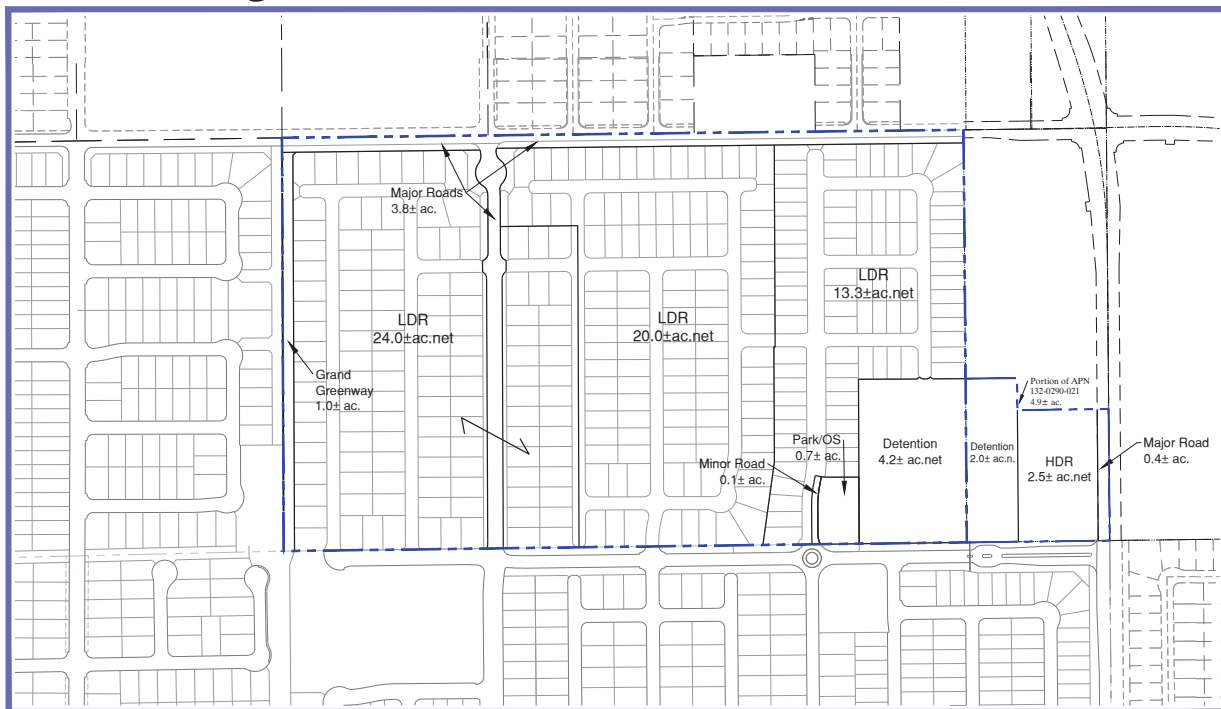 Major Roads
3.8± ac.
LDR
24.0±ac.net
LDR
20.0±ac.net
LDR
13.3±ac.net
Grand
Greenway
1.0± ac.
Portion of APN
132-0290-021
4.9± ac.
Park/OS
0.7± ac.
Minor Road
0.1± ac.
Detention
4.2± ac.net
Detention
2.0± ac.n.
HDR
2.5± ac.net
Major Road
0.4± ac.